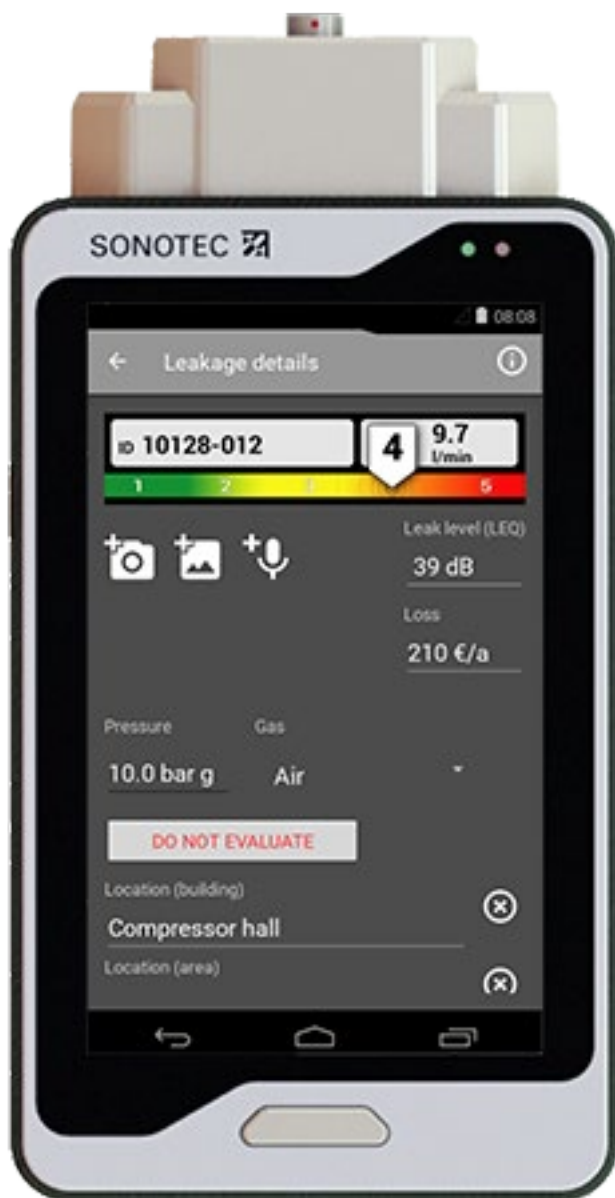 SONOTEC
08:08
Leakage details
ID 10128-012
4
9.7
l/min
1 2 3 5
Leak level (LEQ)
39 dB
Loss
210 €/a
Pressure Gas
10.0 bar g Air
DO NOT EVALUATE
Location (building)
Compressor hall
Location (area)